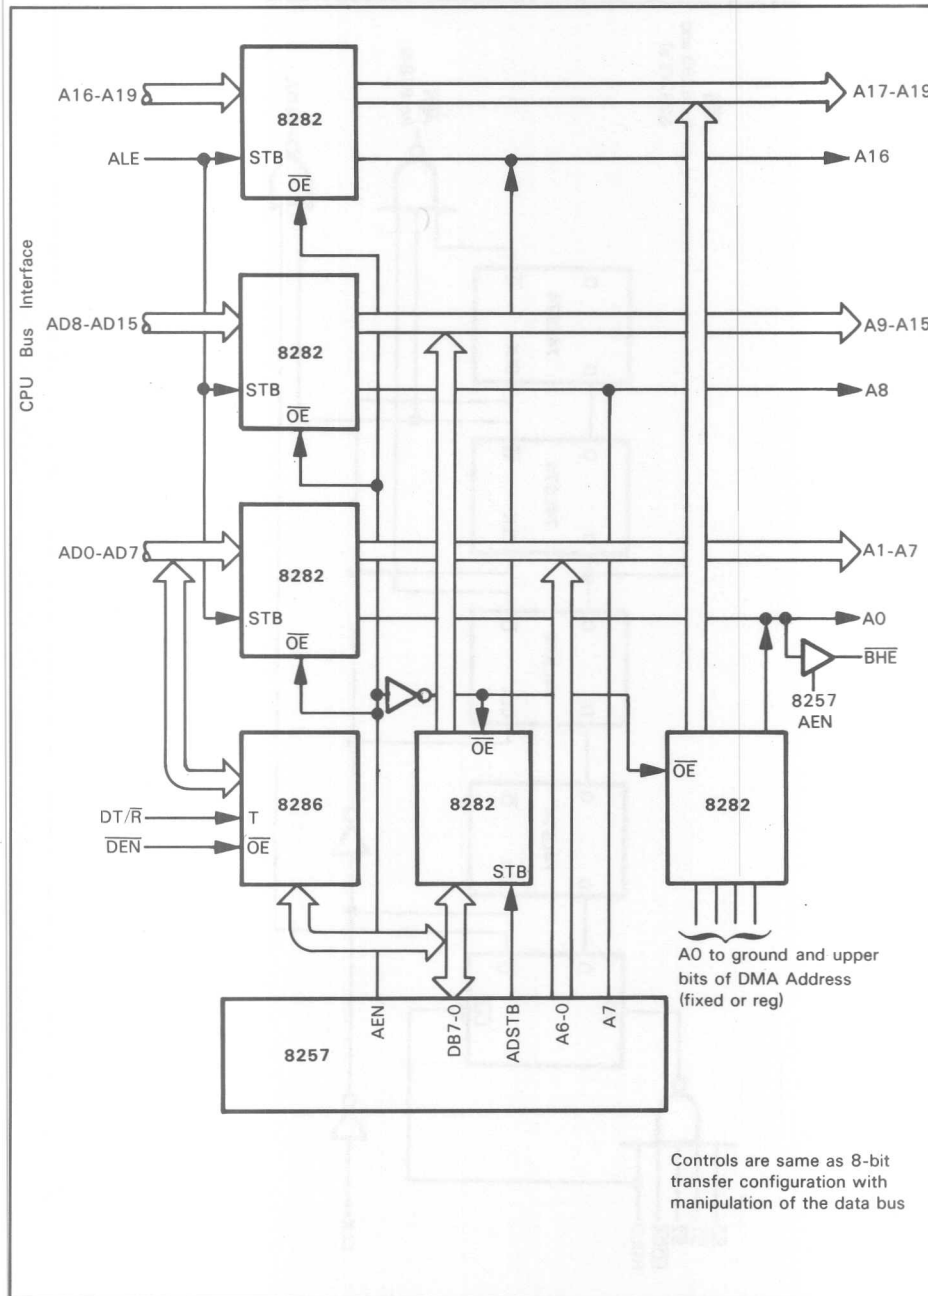 A16-A19
8282
A17-A19
ALE
STB
A16
OE
CPU Bus Interface
AD8-AD15
8282
A9-A15
STB
A8
OE
AD0-AD7
8282
A1-A7
STB
A0
OE
BHE
8257
AEN
OE
OE
8286
8282
8282
DT/R
T
DEN
OE
STB
A0 to ground and upper
bits of DMA Address
(fixed or reg)
AEN
DB7-0
ADSTB
A6-0
A7
8257
Controls are same as 8-bit
transfer configuration with
manipulation of the data bus